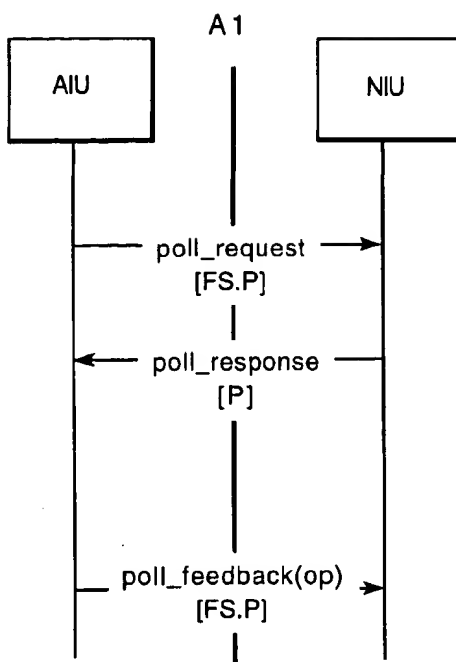 A1
AIU
NIU
poll_request
[FS.P]
poll_response
[P]
poll_feedback(op)
[FS.P]